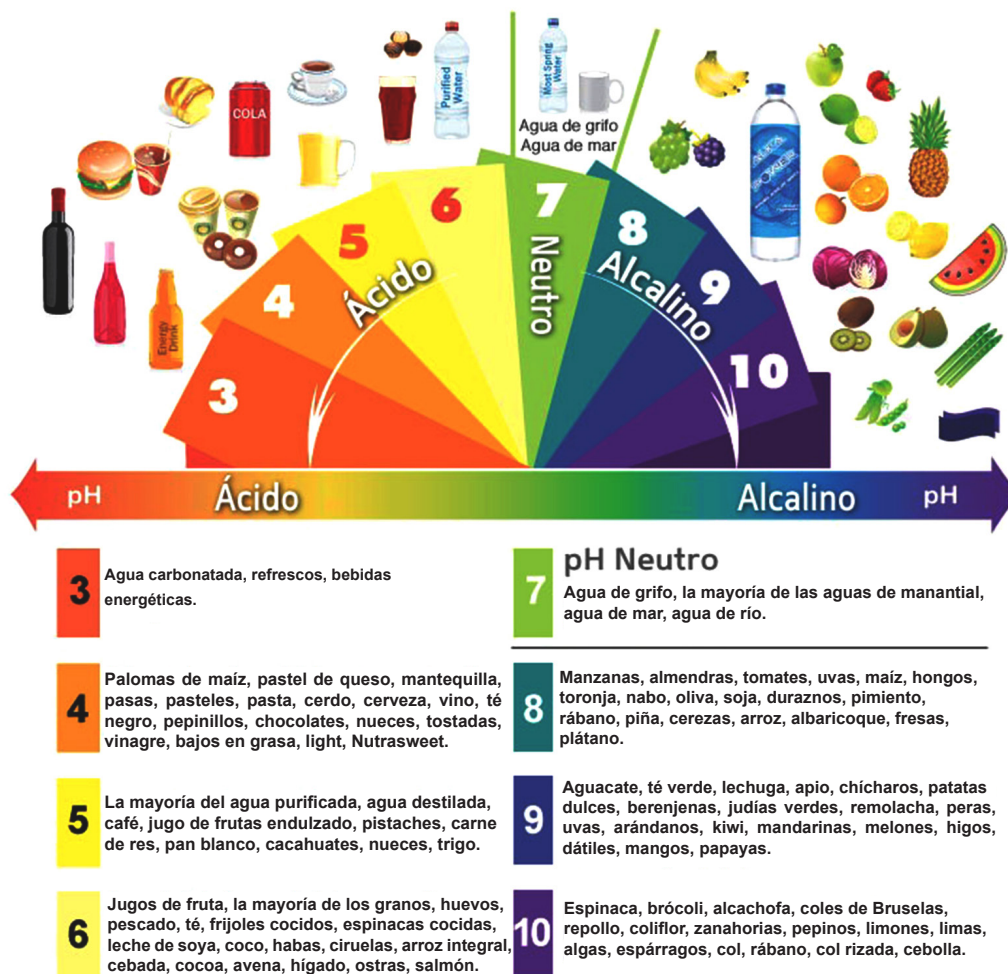 Purified
Water
Most Spring
Water
COLA
Agua de grifo
Agua de mar
Energy
Drink
3
4
5
6
7
8
9
10
Ácido
Neutro
Alcalino
pH
Ácido
Alcalino
pH
3
Agua carbonatada, refrescos, bebidas
energéticas.
4
Palomas de maíz, pastel de queso, mantequilla,
pasas, pasteles, pasta, cerdo, cerveza, vino, té
negro, pepinillos, chocolates, nueces, tostadas,
vinagre, bajos en grasa, light, Nutrasweet.
5
La mayoría del agua purificada, agua destilada,
café, jugo de frutas endulzado, pistaches, carne
de res, pan blanco, cacahuates, nueces, trigo.
6
Jugos de fruta, la mayoría de los granos, huevos,
pescado, té, frijoles cocidos, espinacas cocidas,
leche de soya, coco, habas, ciruelas, arroz integral,
cebada, cocoa, avena, hígado, ostras, salmón.
7
pH Neutro
Agua de grifo, la mayoría de las aguas de manantial,
agua de mar, agua de río.
8
Manzanas, almendras, tomates, uvas, maíz, hongos,
toronja, nabo, oliva, soja, duraznos, pimiento,
rábano, piña, cerezas, arroz, albaricoque, fresas,
plátano.
9
Aguacate, té verde, lechuga, apio, chícharos, patatas
dulces, berenjenas, judías verdes, remolacha, peras,
uvas, arándanos, kiwi, mandarinas, melones, higos,
dátiles, mangos, papayas.
10
Espinaca, brócoli, alcachofa, coles de Bruselas,
repollo, coliflor, zanahorias, pepinos, limones, limas,
algas, espárragos, col, rábano, col rizada, cebolla.